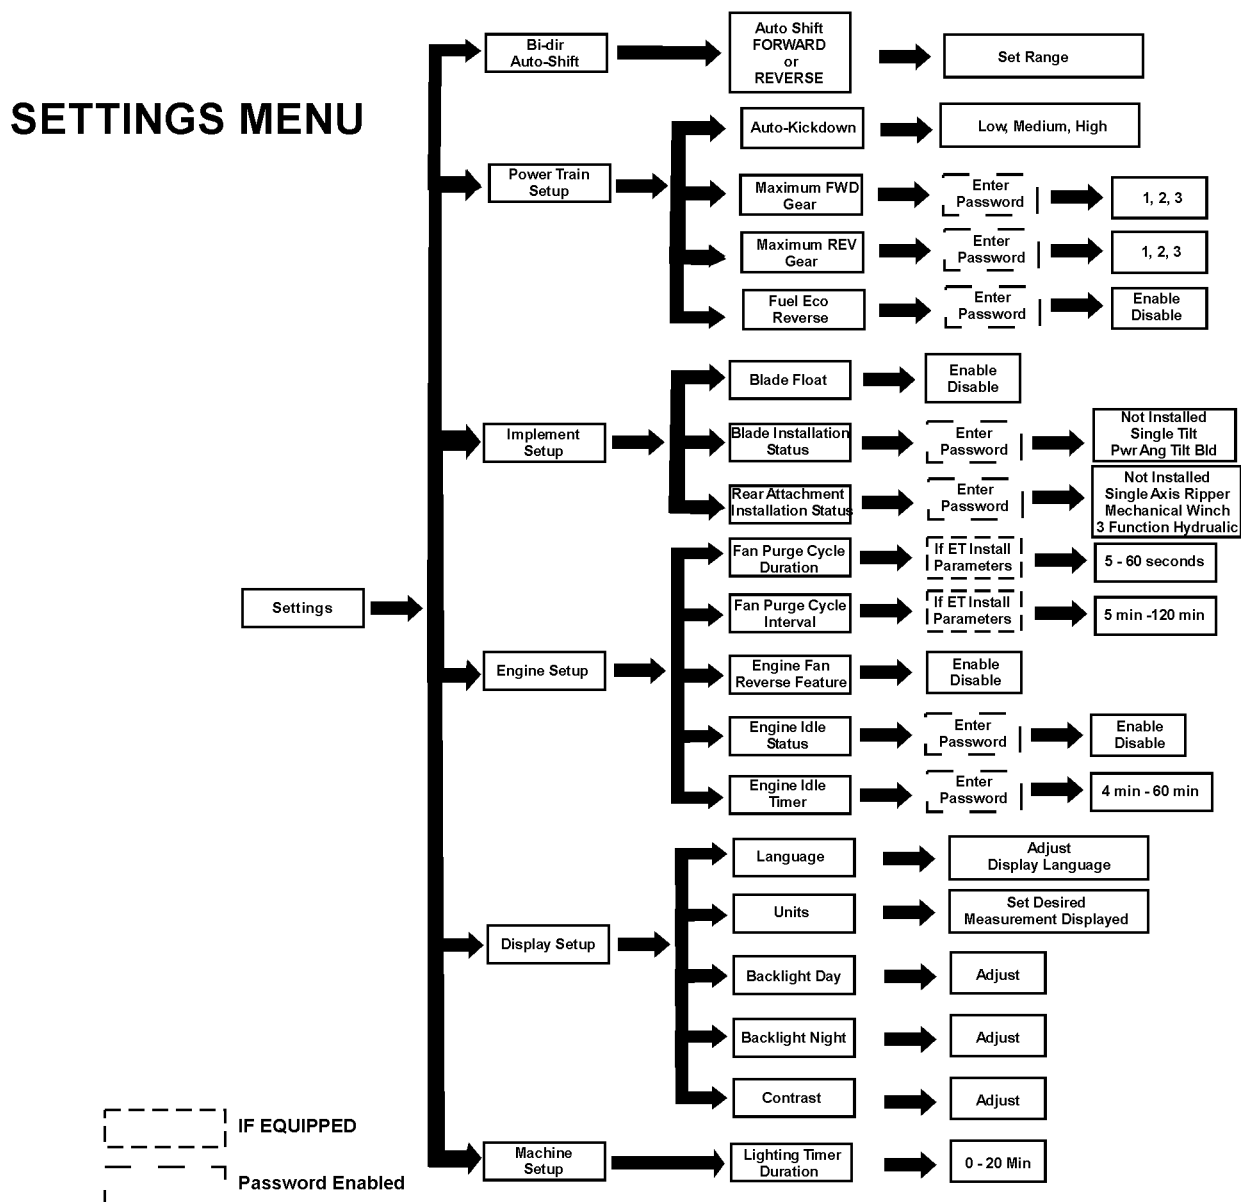 SETTINGS MENU
Settings
Bi-dir
Auto-Shift
Auto Shift
FORWARD
or
REVERSE
Set Range
Power Train
Setup
Auto-Kickdown
Low, Medium, High
Maximum FWD
Gear
Enter
Password
1, 2, 3
Maximum REV
Gear
Enter
Password
1, 2, 3
Fuel Eco
Reverse
Enter
Password
Enable
Disable
Implement
Setup
Blade Float
Enable
Disable
Blade Installation
Status
Enter
Password
Not Installed
Single Tilt
Pwr Ang Tilt Bld
Rear Attachment
Installation Status
Enter
Password
Not Installed
Single Axis Ripper
Mechanical Winch
3 Function Hydrualic
Engine Setup
Fan Purge Cycle
Duration
If ET Install
Parameters
5 - 60 seconds
Fan Purge Cycle
Interval
If ET Install
Parameters
5 min -120 min
Engine Fan
Reverse Feature
Enable
Disable
Engine Idle
Status
Enter
Password
Enable
Disable
Engine Idle
Timer
Enter
Password
4 min - 60 min
Display Setup
Language
Adjust
Display Language
Units
Set Desired
Measurement Displayed
Backlight Day
Adjust
Backlight Night
Adjust
Contrast
Adjust
Machine
Setup
Lighting Timer
Duration
0 - 20 Min
IF EQUIPPED
Password Enabled